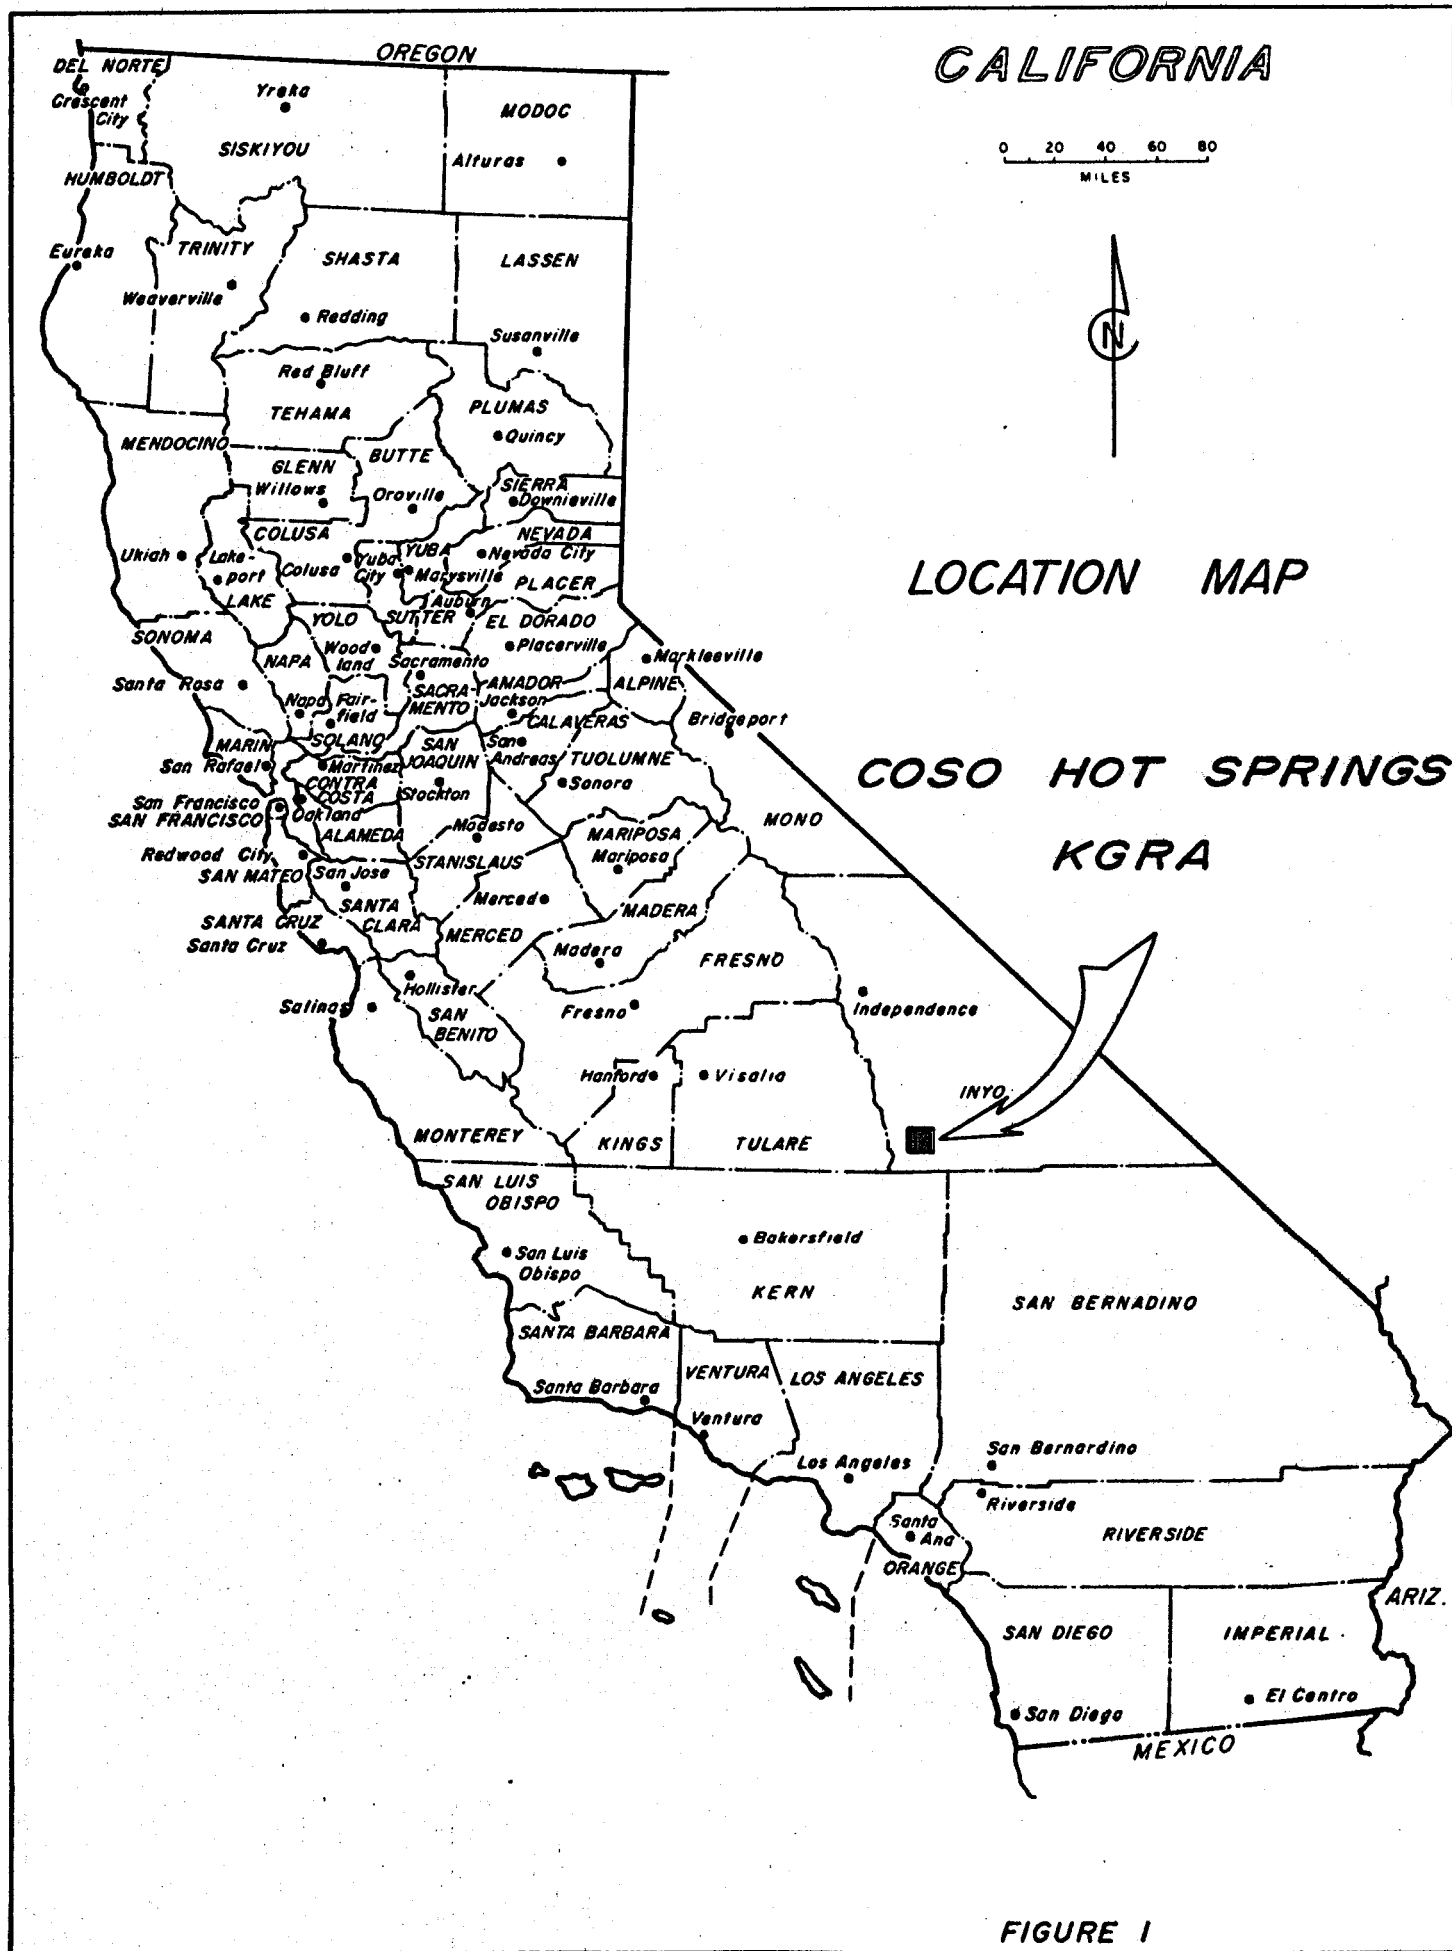 CALIFORNIA
0 20 40 60 80
MILES
N
LOCATION MAP
COSO HOT SPRINGS
KGRA
OREGON
DEL NORTE
Crescent
City
Yreka
SISKIYOU
MODOC
Alturas
HUMBOLDT
Eureka
TRINITY
Weaverville
SHASTA
Redding
LASSEN
Susanville
Red Bluff
TEHAMA
PLUMAS
Quincy
MENDOCINO
GLENN
Willows
BUTTE
Oroville
SIERRA
Downieville
COLUSA
Colusa
NEVADA
Nevada City
Ukiah
Lake-
port
LAKE
Yuba
City
YUBA
Marysville
PLACER
Auburn
SUTTER
EL DORADO
Placerville
SONOMA
Santa Rosa
YOLO
Wood
land
NAPA
Napa
Sacramento
SACRA-
MENTO
Fair-
field
SOLANO
AMADOR
Jackson
ALPINE
Markleeville
CALAVERAS
San
Andreas
Bridgeport
MARIN
San Rafael
Martinez
CONTRA
COSTA
SAN
JOAQUIN
Stockton
TUOLUMNE
Sonora
San Francisco
SAN FRANCISCO
Oakland
ALAMEDA
Modesto
STANISLAUS
MARIPOSA
Mariposa
MONO
Redwood City
SAN MATEO
San Jose
SANTA
CLARA
SANTA CRUZ
Santa Cruz
Merced
MERCED
MADERA
Madera
FRESNO
Fresno
Salinas
Hollister
SAN
BENITO
Independence
INYO
Hanford
KINGS
Visalia
TULARE
MONTEREY
SAN LUIS
OBISPO
San Luis
Obispo
Bakersfield
KERN
SAN BERNADINO
SANTA BARBARA
Santa Barbara
VENTURA
Ventura
LOS ANGELES
Los Angeles
San Bernardino
Riverside
RIVERSIDE
Santa
Ana
ORANGE
ARIZ.
SAN DIEGO
San Diego
IMPERIAL
El Centro
MEXICO
FIGURE 1